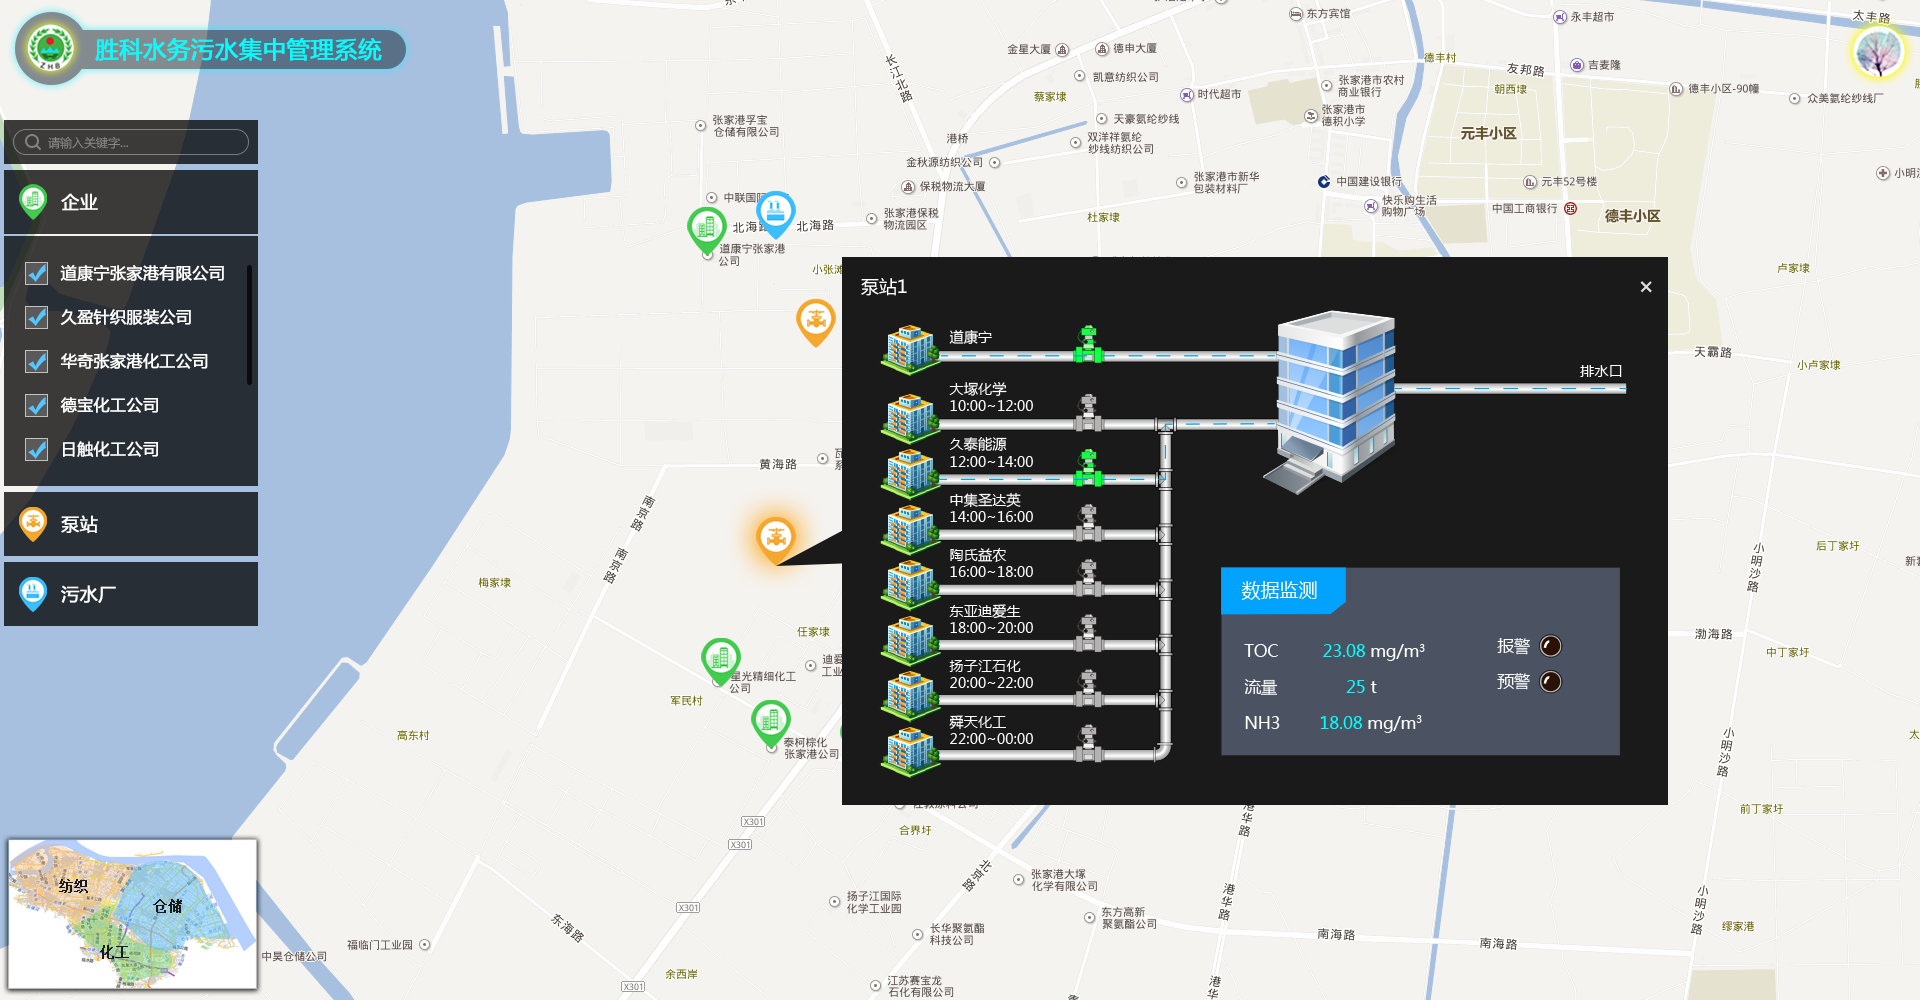 胜科水务污水集中管理系统
ZHB
请输入关键字...
企业
道康宁张家港有限公司
久盈针织服装公司
华奇张家港化工公司
德宝化工公司
日触化工公司
泵站
污水厂
纺织
仓储
化工
泵站1
×
道康宁
大塚化学
10:00~12:00
久泰能源
12:00~14:00
中集圣达英
14:00~16:00
陶氏益农
16:00~18:00
东亚迪爱生
18:00~20:00
扬子江石化
20:00~22:00
舜天化工
22:00~00:00
排水口
数据监测
TOC 23.08 mg/m³
流量 25 t
NH3 18.08 mg/m³
报警
预警
东方宾馆
永丰超市
太丰路
金星大厦
德申大厦
凯意纺织公司
长江北路
德丰村
友邦路
吉麦隆
张家港市农村
商业银行
朝西埭
德丰小区-90幢
众美氨纶纱线厂
蔡家埭
时代超市
张家港市
德积小学
天豪氨纶纱线
张家港孚宝
仓储有限公司
港桥
双洋祥氨纶
纱线纺织公司
元丰小区
金秋源纺织公司
保税物流大厦
张家港市新华
包装材料厂
中国建设银行
元丰52号楼
快乐购生活
购物广场
中国工商银行
德丰小区
张家港保税
物流园区
杜家埭
北海路
北海路
道康宁张家港
公司
卢家埭
天霸路
小卢家埭
黄海路
南京路
南京路
小明沙路
后丁家圩
梅家埭
任家埭
渤海路
中丁家圩
星光精细化工
公司
军民村
高东村
泰柯棕化
张家港公司
小明沙路
前丁家圩
X301
X301
X301
X301
合界圩
港华路
北京路
张家港大塚
化学有限公司
扬子江国际
化学工业园
东方高新
聚氨酯公司
港华路
小明沙路
缪家港
东海路
福临门工业园
长华聚氨酯
科技公司
南海路
南海路
中昊仓储公司
余西岸
江苏赛宝龙
石化有限公司
港华路